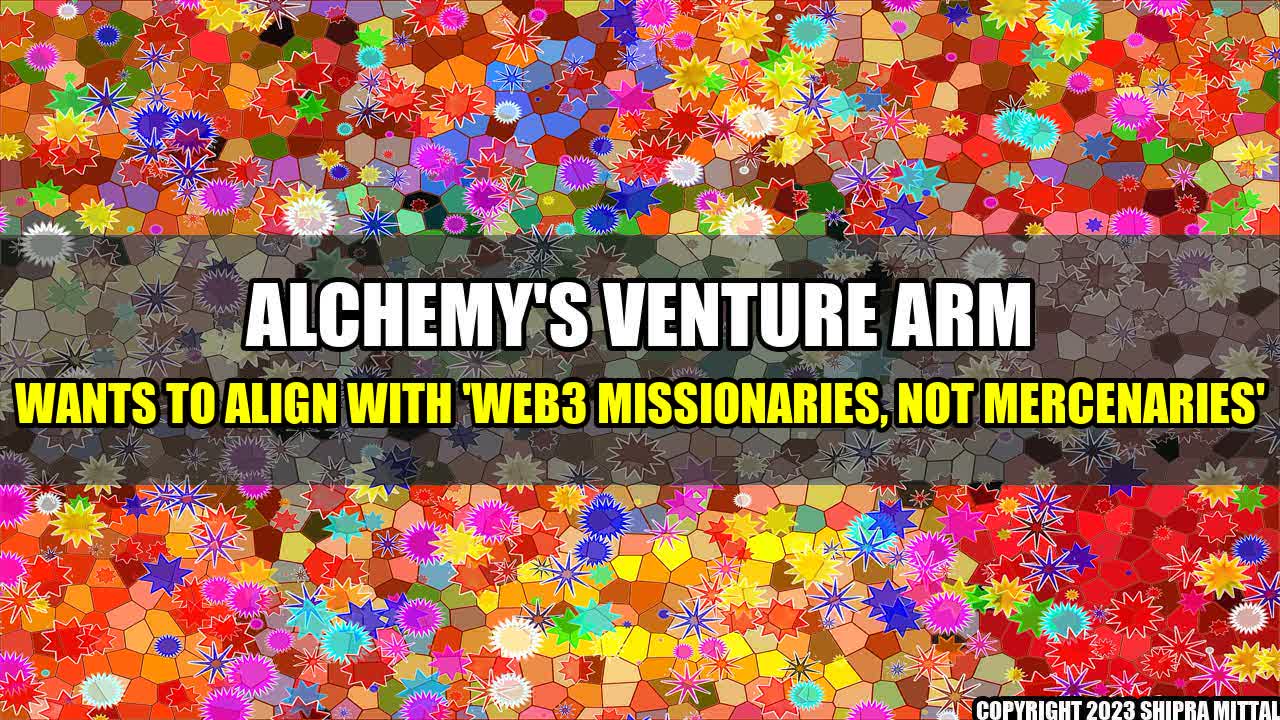 ALCHEMY'S VENTURE ARM
WANTS TO ALIGN WITH 'WEB3 MISSIONARIES, NOT MERCENARIES'
COPYRIGHT 2023 SHIPRA MITTAL